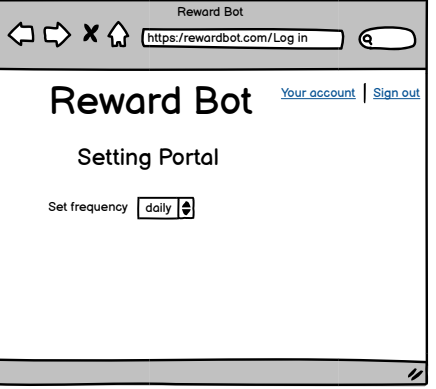 Reward Bot
https:/rewardbot.com/Log in
Reward Bot
Your account | Sign out
Setting Portal
Set frequency daily